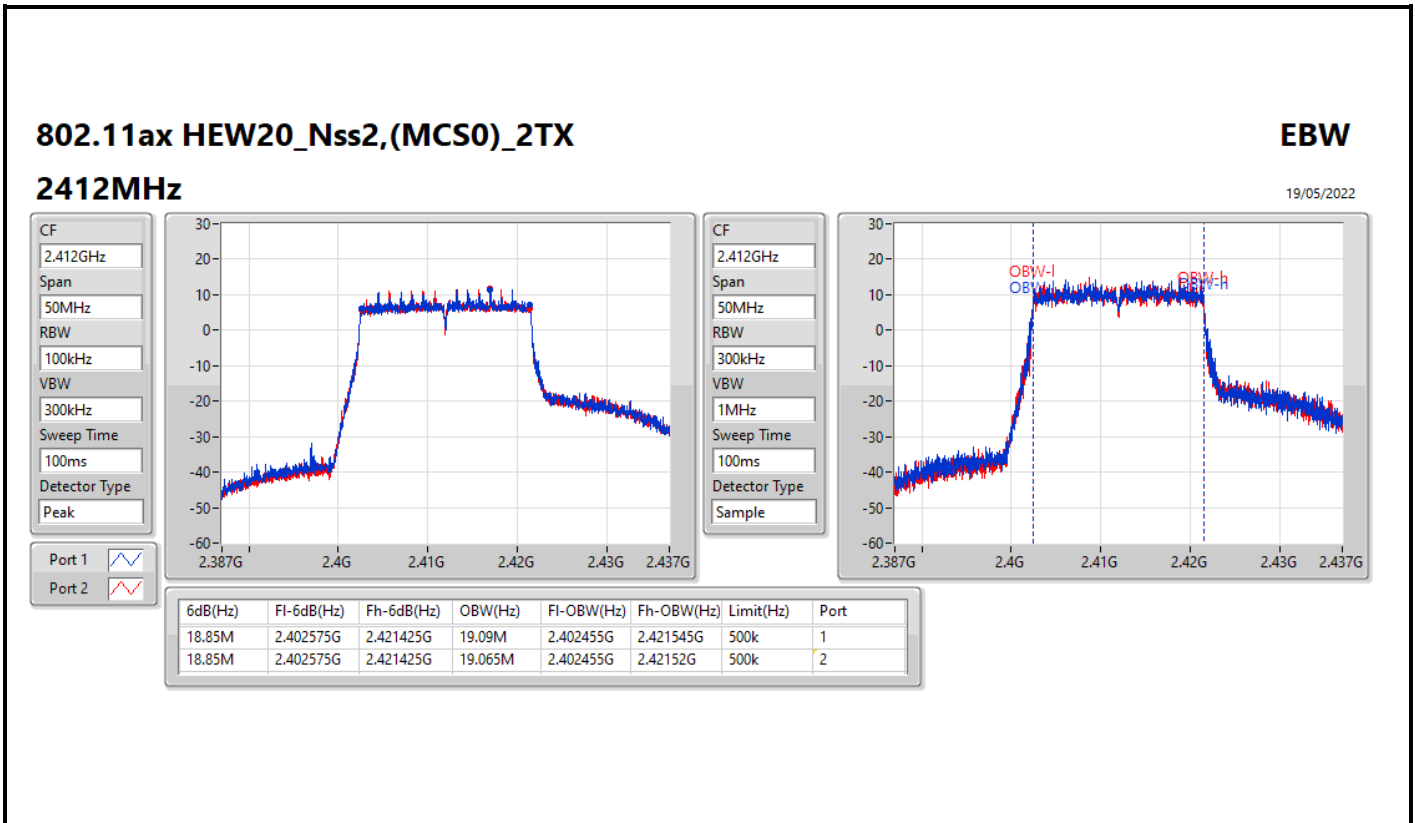 802.11ax HEW20_Nss2,(MCS0)_2TX EBW
2412MHz 19/05/2022
CF
2.412GHz
Span
50MHz
RBW
100kHz
VBW
300kHz
Sweep Time
100ms
Detector Type
Peak
Port 1
Port 2
30
20
10
0
-10
-20
-30
-40
-50
-60
2.387G 2.4G 2.41G 2.42G 2.43G 2.437G
CF
2.412GHz
Span
50MHz
RBW
300kHz
VBW
1MHz
Sweep Time
100ms
Detector Type
Sample
30
20
10
0
-10
-20
-30
-40
-50
-60
OBW-l OBW-h
2.387G 2.4G 2.41G 2.42G 2.43G 2.437G
6dB(Hz) Fl-6dB(Hz) Fh-6dB(Hz) OBW(Hz) Fl-OBW(Hz) Fh-OBW(Hz) Limit(Hz) Port
18.85M 2.402575G 2.421425G 19.09M 2.402455G 2.421545G 500k 1
18.85M 2.402575G 2.421425G 19.065M 2.402455G 2.42152G 500k 2